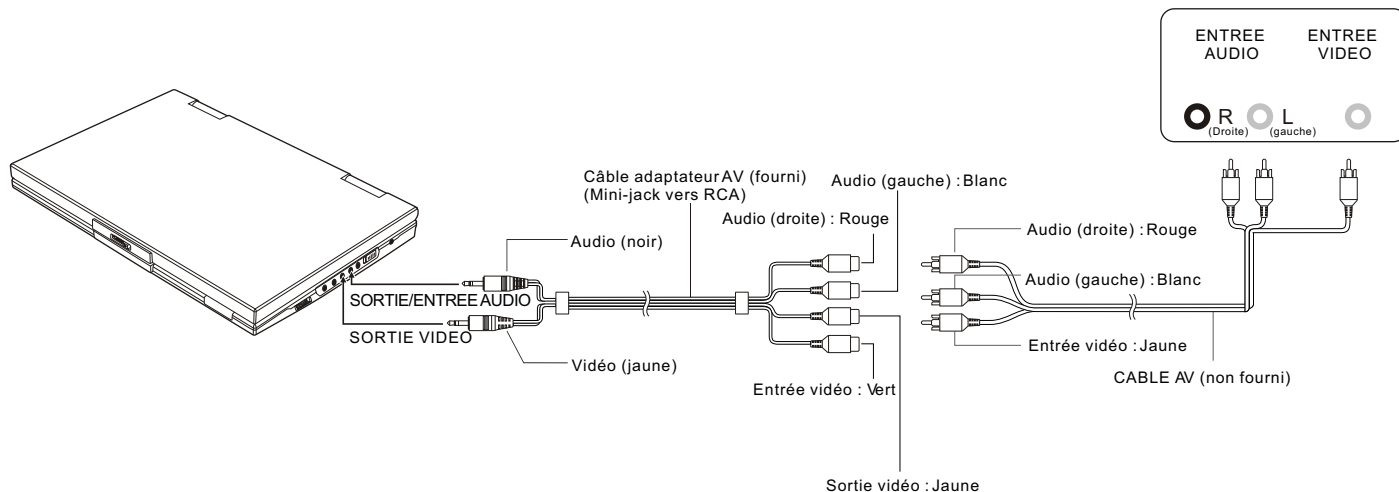 ENTREE
AUDIO
ENTREE
VIDEO
R
(Droite)
L
(gauche)
Câble adaptateur AV (fourni)
(Mini-jack vers RCA)
Audio (gauche) : Blanc
Audio (droite) : Rouge
Audio (noir)
SORTIE/ENTREE AUDIO
SORTIE VIDEO
Vidéo (jaune)
Entrée vidéo : Vert
Sortie vidéo : Jaune
Audio (droite) : Rouge
Audio (gauche) : Blanc
Entrée vidéo : Jaune
CABLE AV (non fourni)